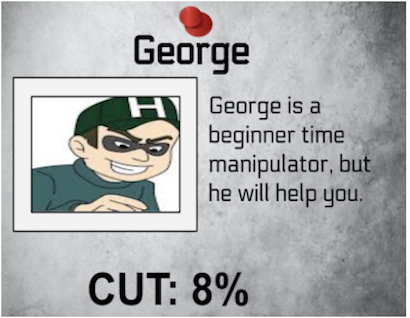 George
H
George is a
beginner time
manipulator, but
he will help you.
CUT: 8%